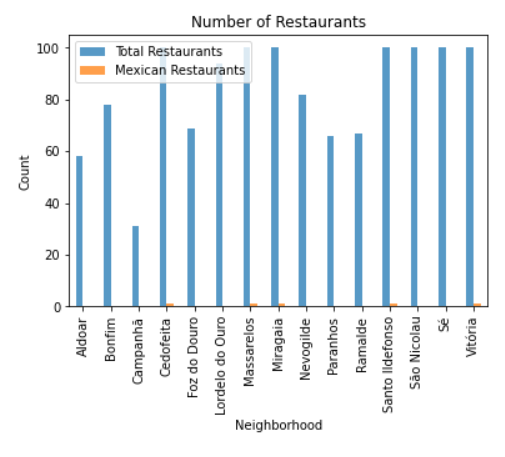 Number of Restaurants
Total Restaurants
Mexican Restaurants
Count
100
80
60
40
20
0
Aldoar
Bonfim
Campanhã
Cedofeita
Foz do Douro
Lordelo do Ouro
Massarelos
Miragaia
Nevogilde
Paranhos
Ramalde
Santo Ildefonso
São Nicolau
Sé
Vitória
Neighborhood